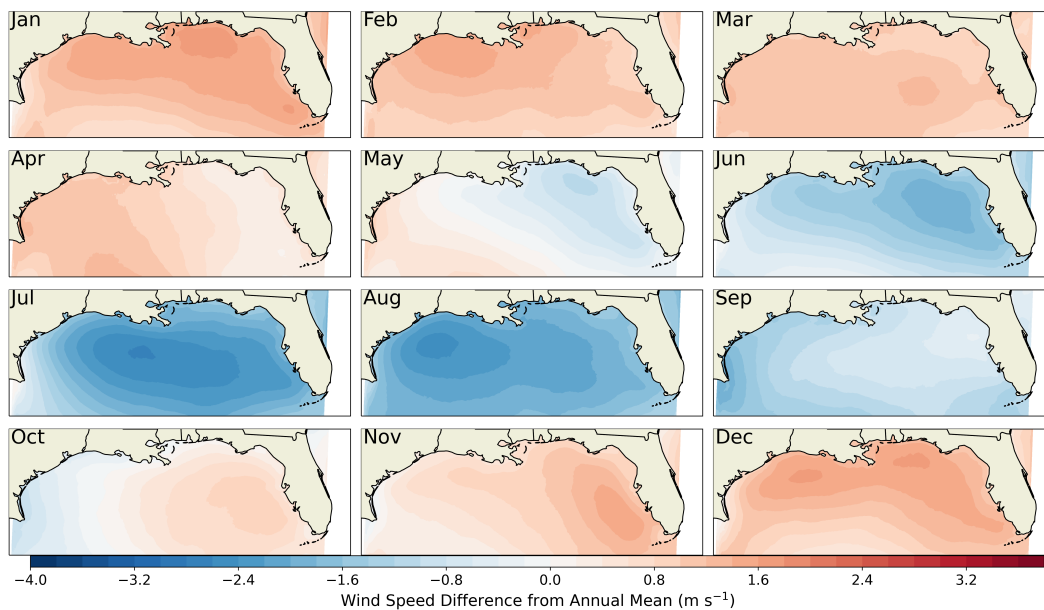 Jan Feb Mar
Apr May Jun
Jul Aug Sep
Oct Nov Dec
−4.0 −3.2 −2.4 −1.6 −0.8 0.0 0.8 1.6 2.4 3.2
Wind Speed Difference from Annual Mean (m s⁻¹)